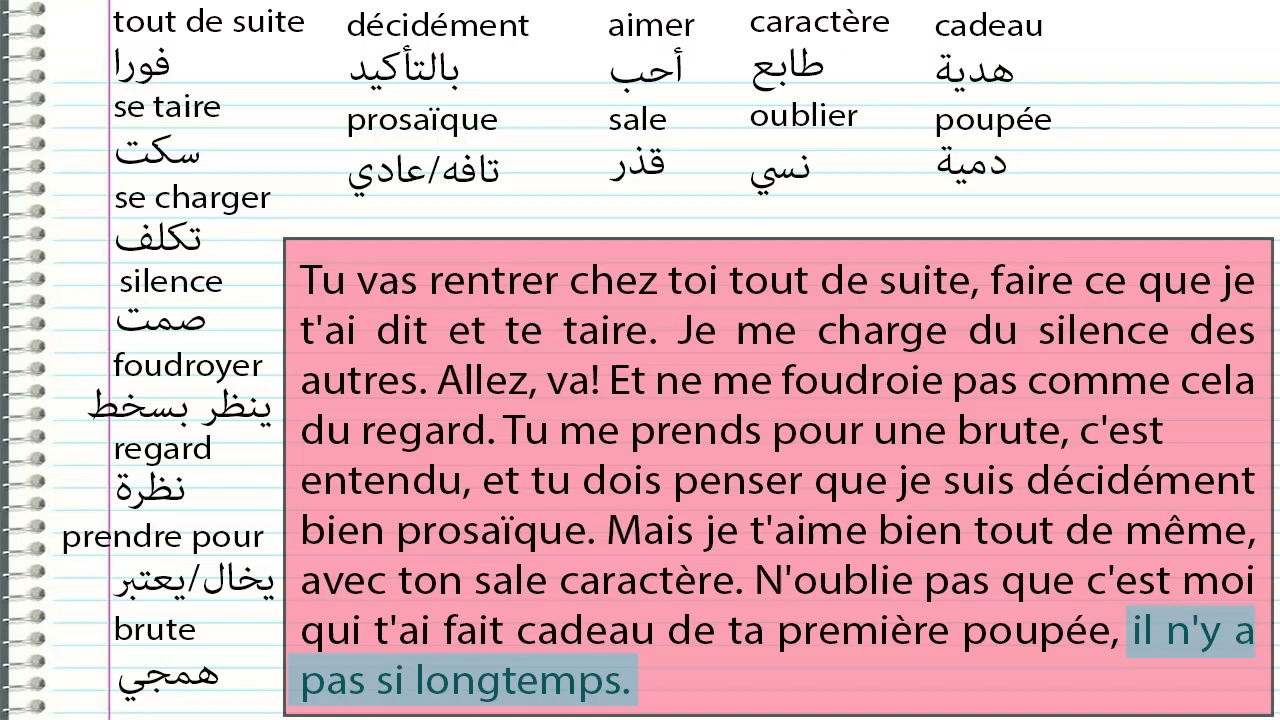 tout de suite
فورا
se taire
سكت
se charger
تكلف
silence
صمت
foudroyer
ينظر بسخط
regard
نظرة
prendre pour
يخال/يعتبر
brute
همجي
décidément
بالتأكيد
prosaïque
تافه/عادي
aimer
أحب
sale
قذر
caractère
طابع
oublier
نسي
cadeau
هدية
poupée
دمية
Tu vas rentrer chez toi tout de suite, faire ce que je
t'ai dit et te taire. Je me charge du silence des
autres. Allez, va! Et ne me foudroie pas comme cela
du regard. Tu me prends pour une brute, c'est
entendu, et tu dois penser que je suis décidément
bien prosaïque. Mais je t'aime bien tout de même,
avec ton sale caractère. N'oublie pas que c'est moi
qui t'ai fait cadeau de ta première poupée, il n'y a
pas si longtemps.